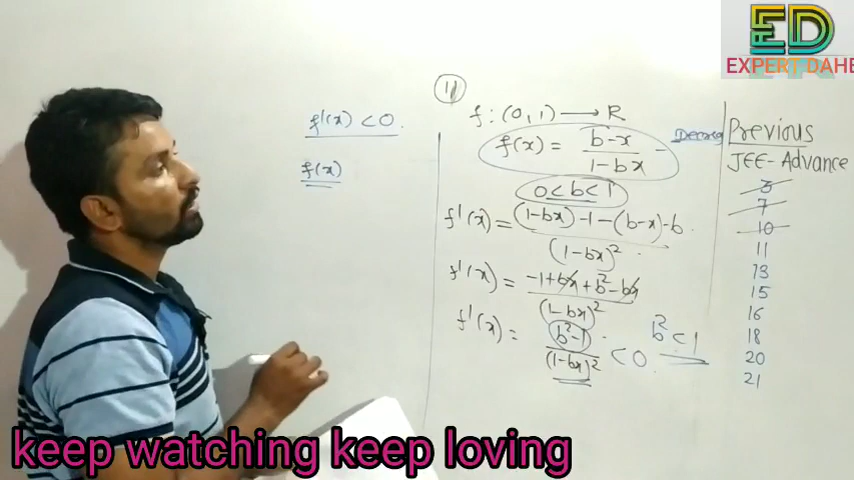 ED
EXPERT DAHE
11
f : (0,1) → R
f(x) = b-x / 1-bx
0<b<1
f'(x) = (1-bx)·-1-(b-x)·-b / (1-bx)²
f'(x) = -1+bx+b²-bx / (1-bx)²
f'(x) = b²-1 / (1-bx)² <0
b²<1
f'(x) <0.
f(x)
Previous
JEE-Advance
7
10
11
13
15
16
18
20
21
keep watching keep loving